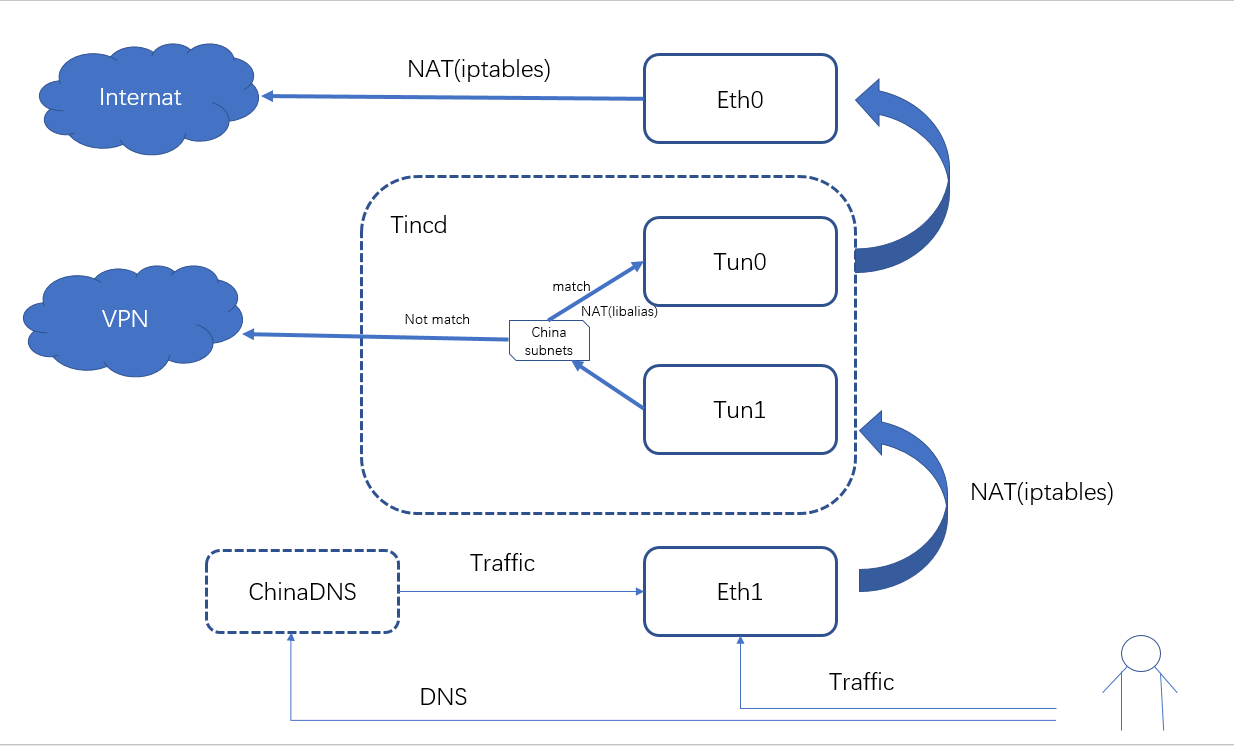 NAT(iptables)
Internat
Eth0
Tincd
Tun0
match
NAT(libalias)
VPN
Not match
China
subnets
Tun1
NAT(iptables)
Traffic
ChinaDNS
Eth1
Traffic
DNS